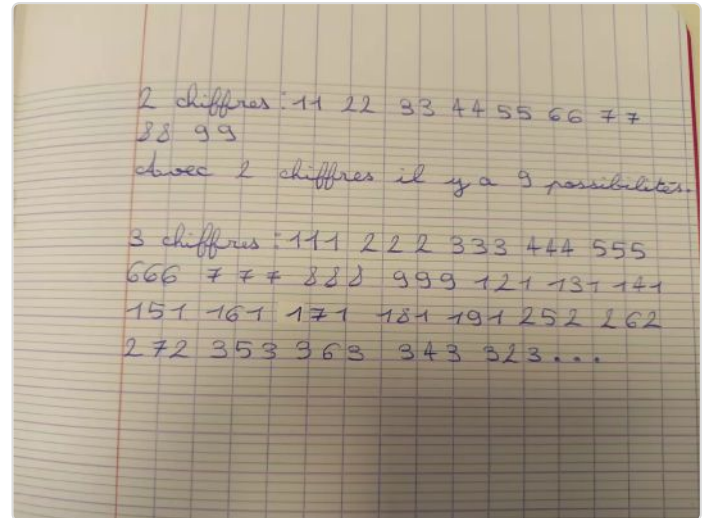 2 chiffres : 11 22 33 44 55 66 77
88 99
Avec 2 chiffres il y a 9 possibilités.
3 chiffres : 111 222 333 444 555
666 777 888 999 121 131 141
151 161 171 181 191 252 262
272 353 363 343 323...